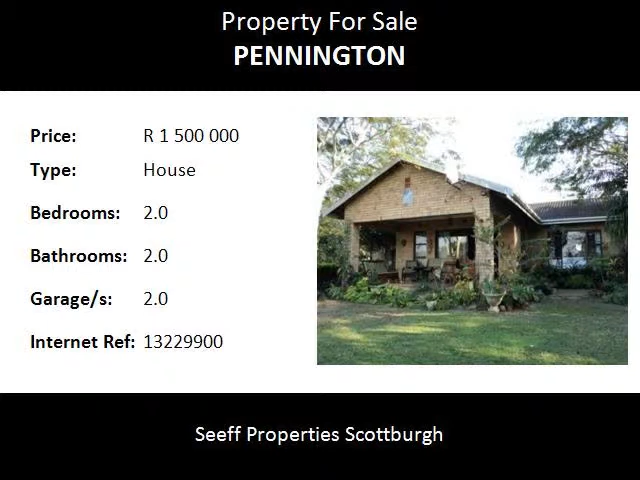 Property For Sale
PENNINGTON
Price: R 1 500 000
Type: House
Bedrooms: 2.0
Bathrooms: 2.0
Garage/s: 2.0
Internet Ref: 13229900
Seeff Properties Scottburgh